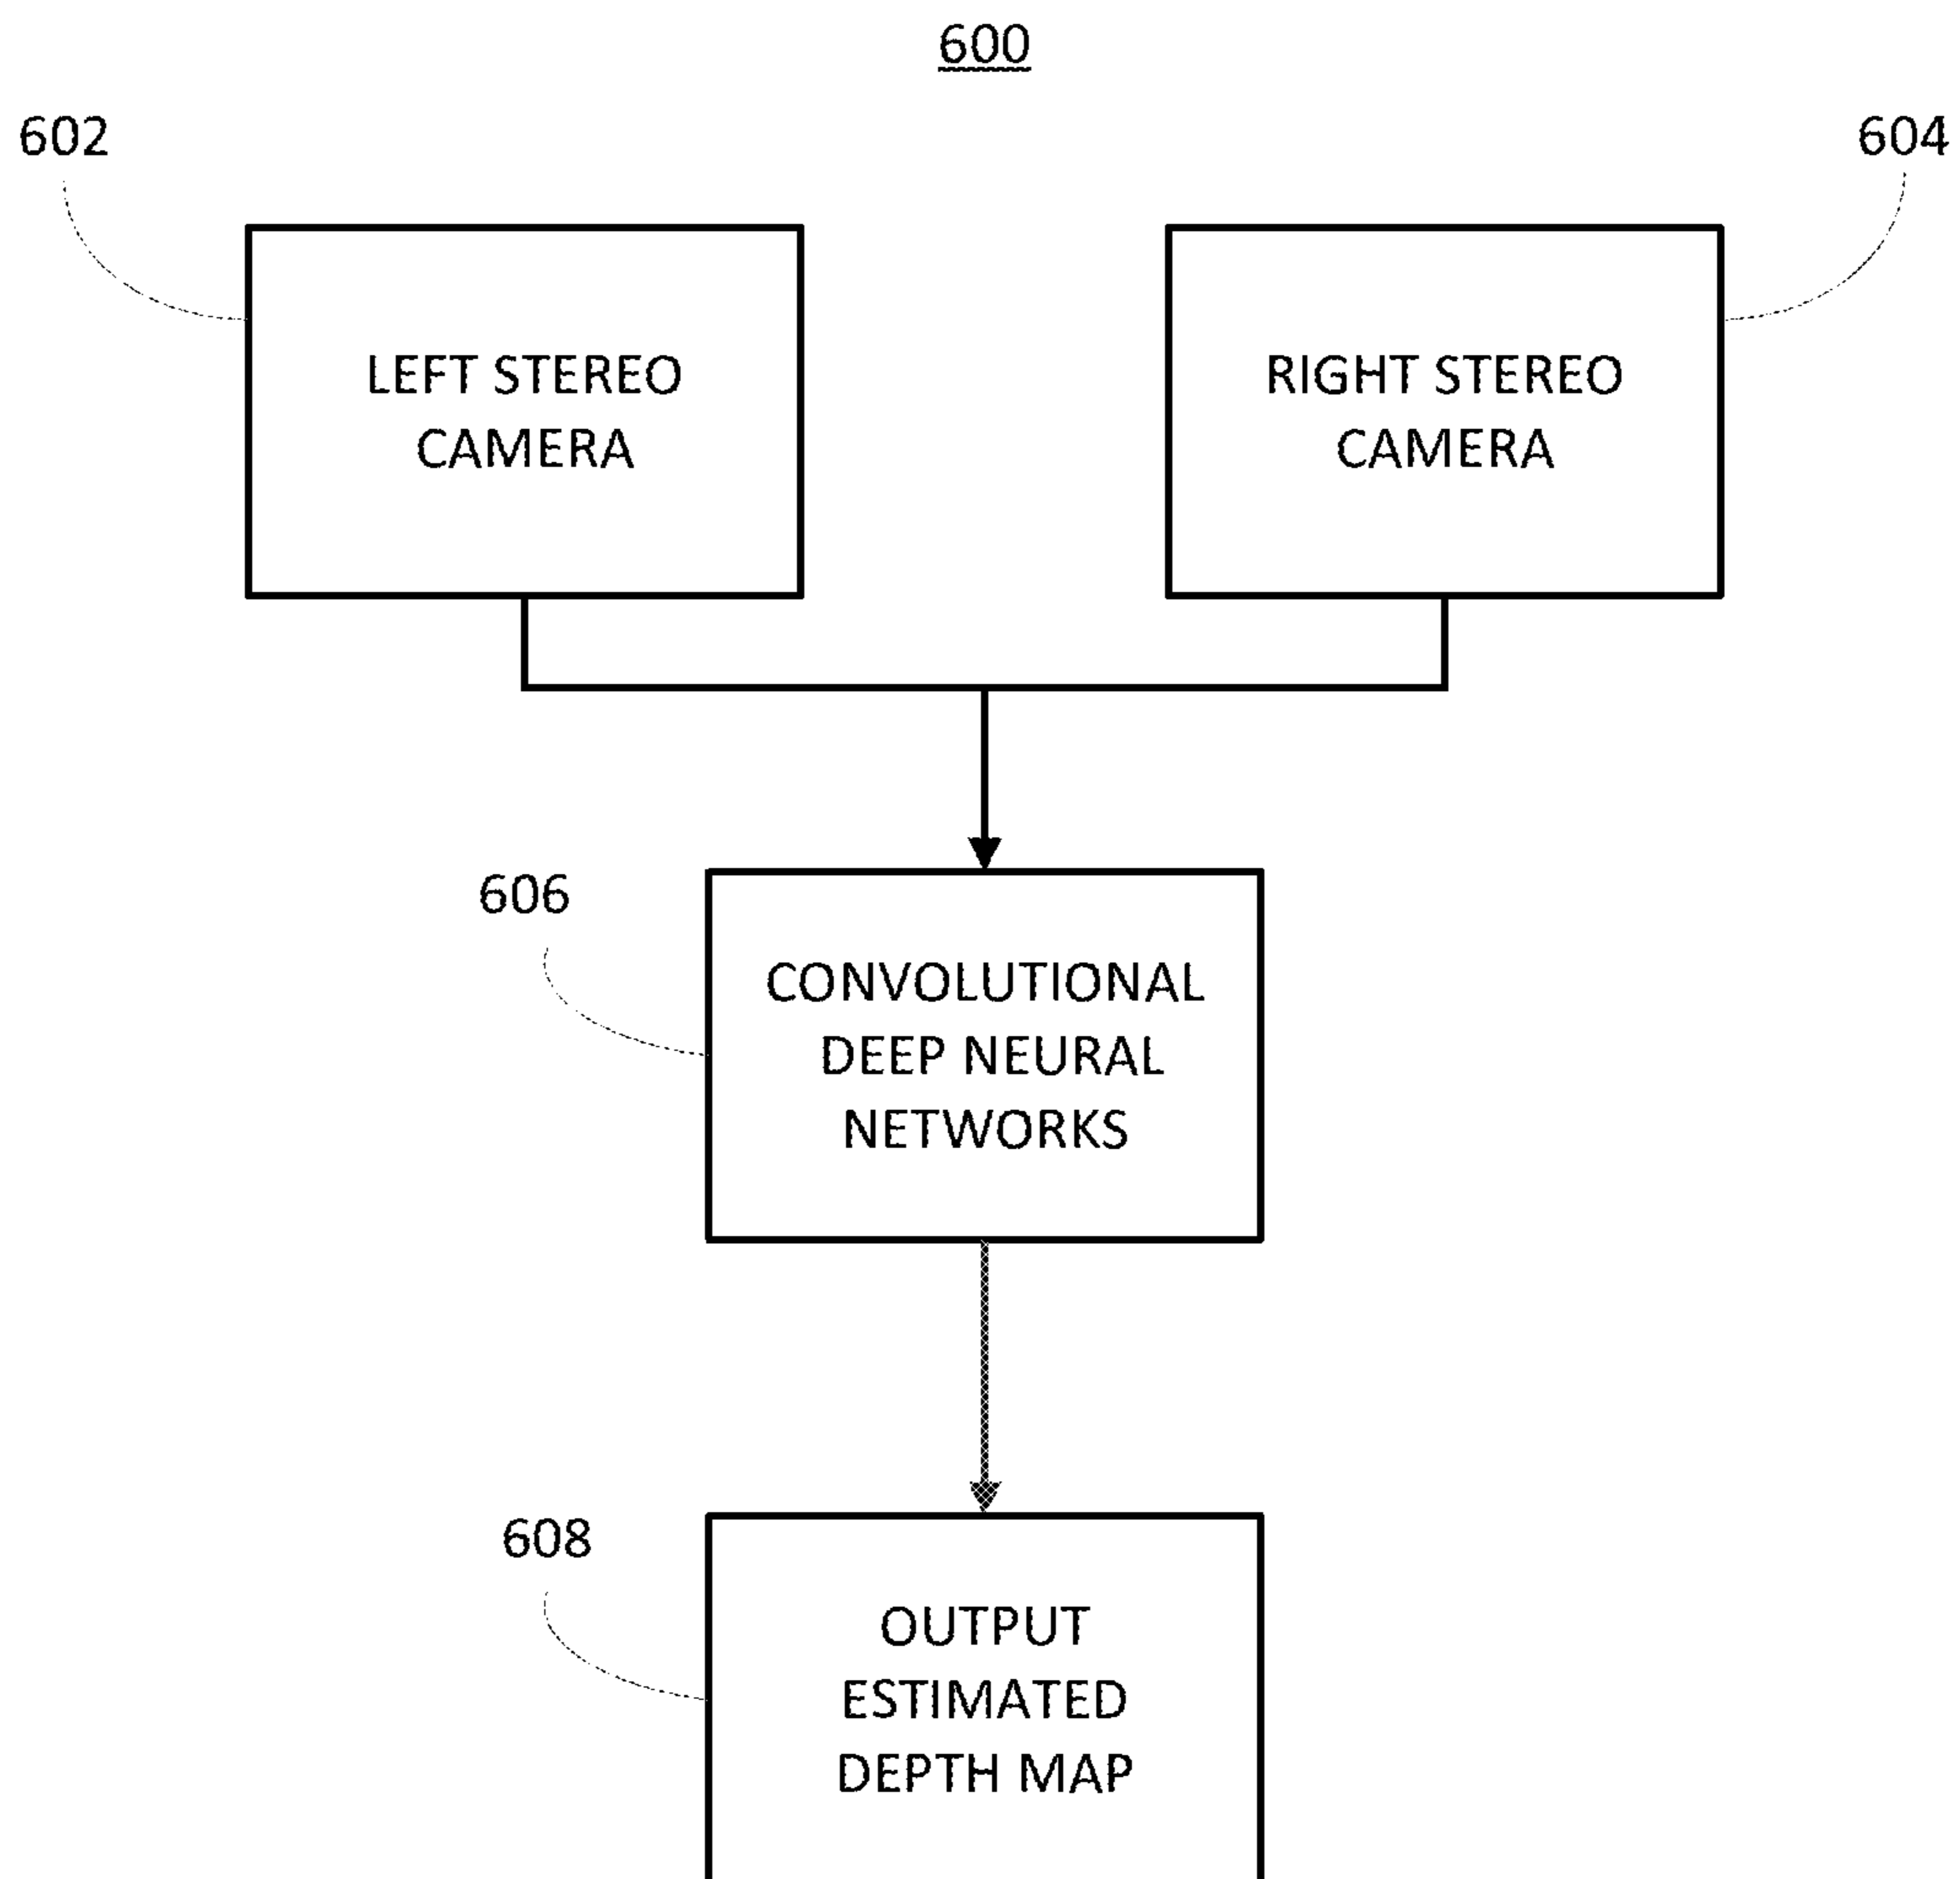 600
602
604
LEFT STEREO
CAMERA
RIGHT STEREO
CAMERA
606
CONVOLUTIONAL
DEEP NEURAL
NETWORKS
608
OUTPUT
ESTIMATED
DEPTH MAP